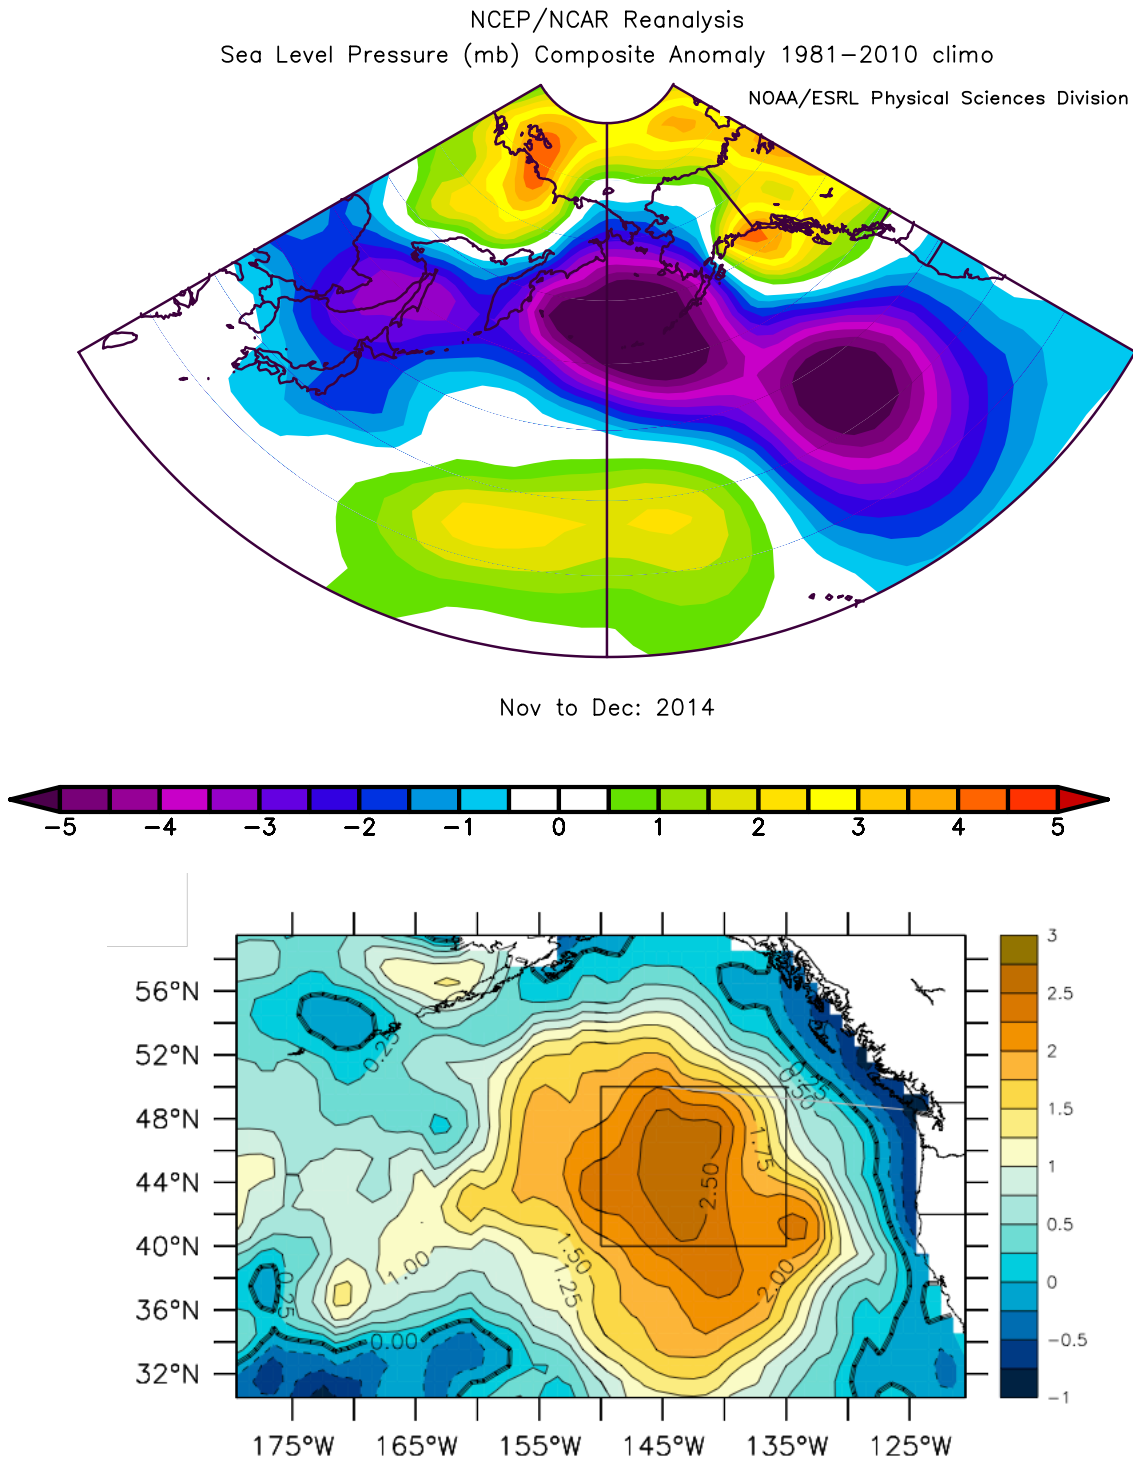 NCEP/NCAR Reanalysis
Sea Level Pressure (mb) Composite Anomaly 1981−2010 climo
NOAA/ESRL Physical Sciences Division
Nov to Dec: 2014
−5 −4 −3 −2 −1 0 1 2 3 4 5
56°N
52°N
48°N
44°N
40°N
36°N
32°N
0.25
0.25
0.50
1.75
2.50
1.50
1.25
1.00
2.00
0.25
0.00
3
2.5
2
1.5
1
0.5
0
−0.5
−1
175°W 165°W 155°W 145°W 135°W 125°W